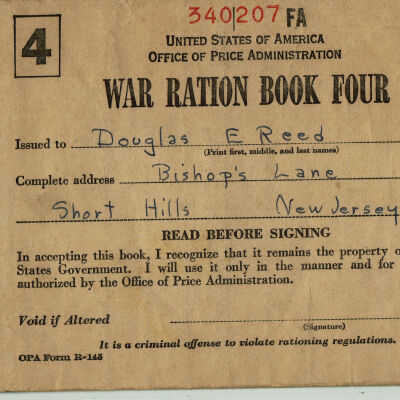 340207 FA
4
UNITED STATES OF AMERICA
OFFICE OF PRICE ADMINISTRATION
WAR RATION BOOK FOUR
Issued to Douglas E Reed
(Print first, middle, and last names)
Complete address Bishop's Lane
Short Hills New Jersey
READ BEFORE SIGNING
In accepting this book, I recognize that it remains the property o
States Government. I will use it only in the manner and for
authorized by the Office of Price Administration.
Void if Altered
(Signature)
It is a criminal offense to violate rationing regulations.
OPA Form R-145